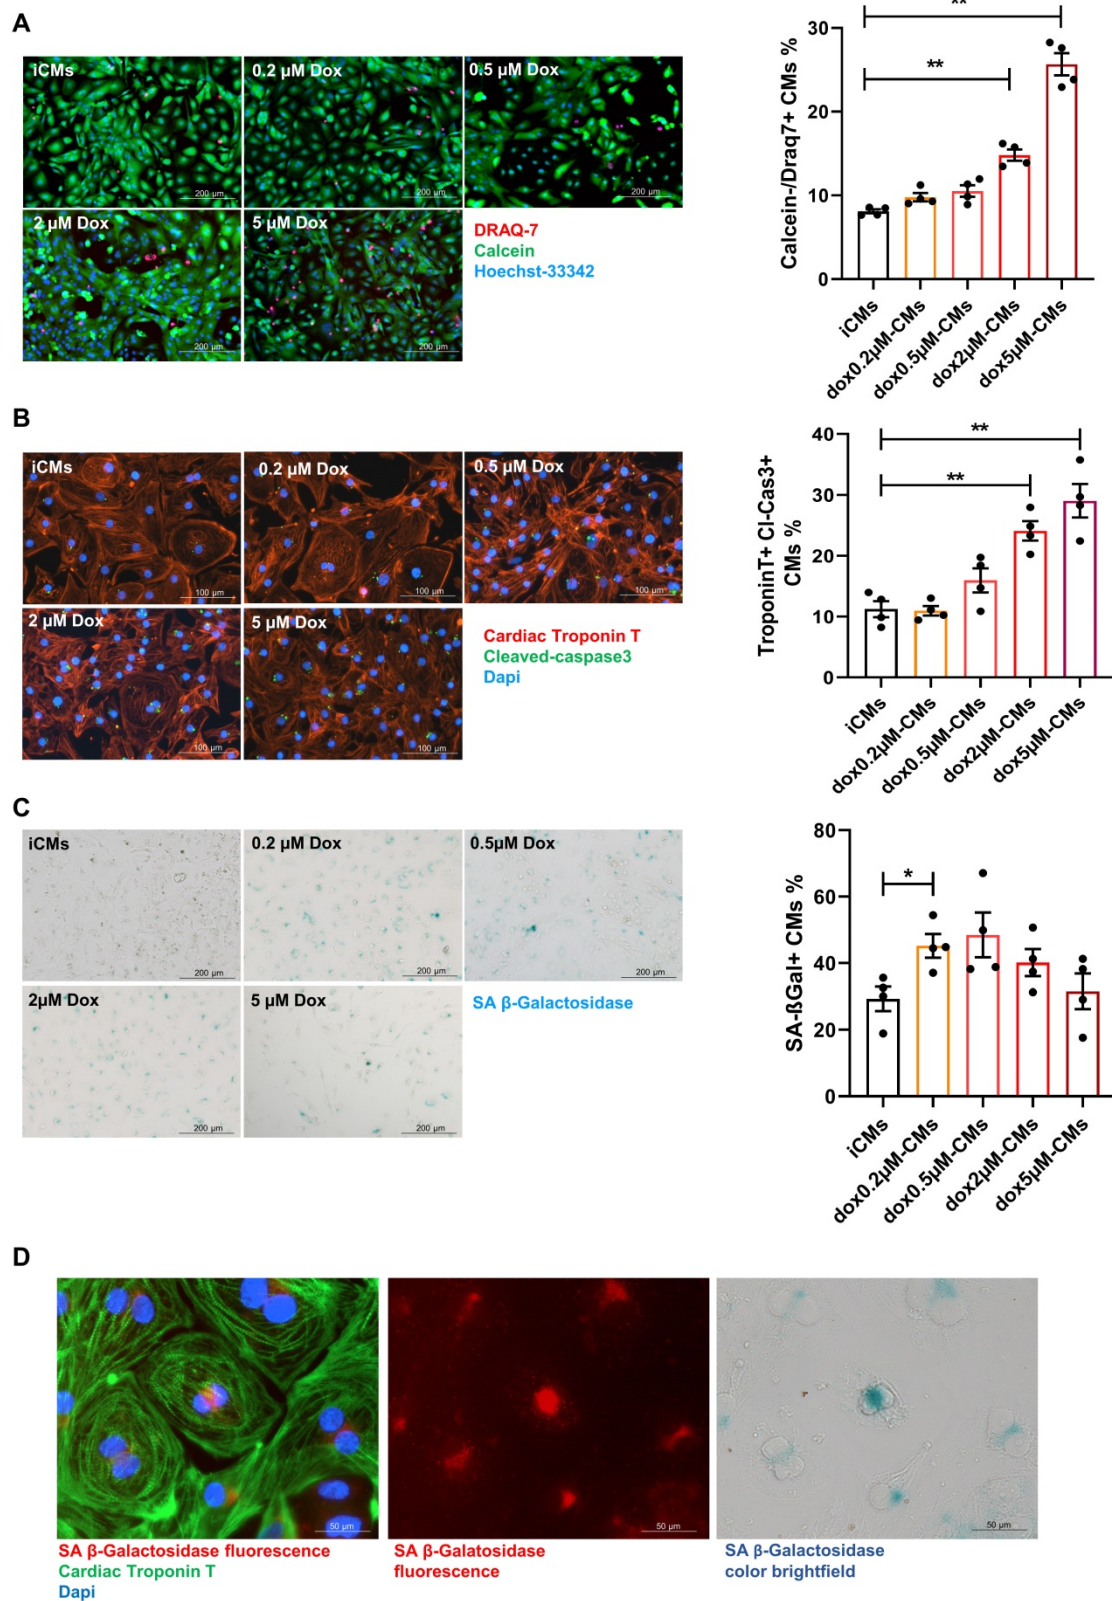 A
iCMs
0.2 µM Dox
0.5 µM Dox
200 µm
200 µm
200 µm
2 µM Dox
5 µM Dox
200 µm
200 µm
DRAQ-7
Calcein
Hoechst-33342
**
**
Calcein-/Draq7+ CMs %
30
20
10
0
iCMs
dox0.2µM-CMs
dox0.5µM-CMs
dox2µM-CMs
dox5µM-CMs
B
iCMs
0.2 µM Dox
0.5 µM Dox
100 µm
100 µm
100 µm
2 µM Dox
5 µM Dox
100 µm
100 µm
Cardiac Troponin T
Cleaved-caspase3
Dapi
**
**
TroponinT+ Cl-Cas3+
CMs %
40
30
20
10
0
iCMs
dox0.2µM-CMs
dox0.5µM-CMs
dox2µM-CMs
dox5µM-CMs
C
iCMs
0.2 µM Dox
0.5µM Dox
200 µm
200 µm
200 µm
2µM Dox
5 µM Dox
200 µm
200 µm
SA β-Galactosidase
*
SA-ßGal+ CMs %
80
60
40
20
0
iCMs
dox0.2µM-CMs
dox0.5µM-CMs
dox2µM-CMs
dox5µM-CMs
D
50 µm
50 µm
50 µm
SA β-Galactosidase fluorescence
Cardiac Troponin T
Dapi
SA β-Galatosidase
fluorescence
SA β-Galactosidase
color brightfield